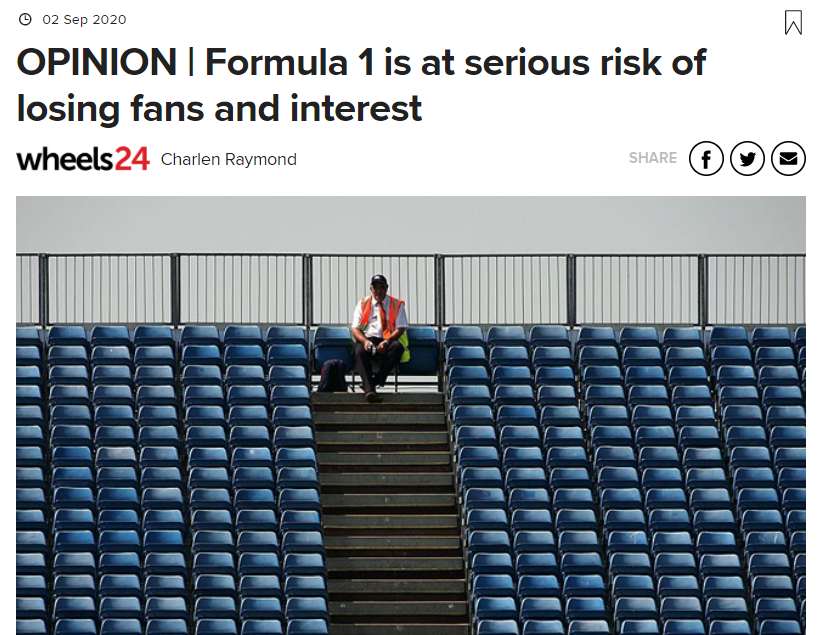 02 Sep 2020
OPINION | Formula 1 is at serious risk of
losing fans and interest
wheels24 Charlen Raymond
SHARE